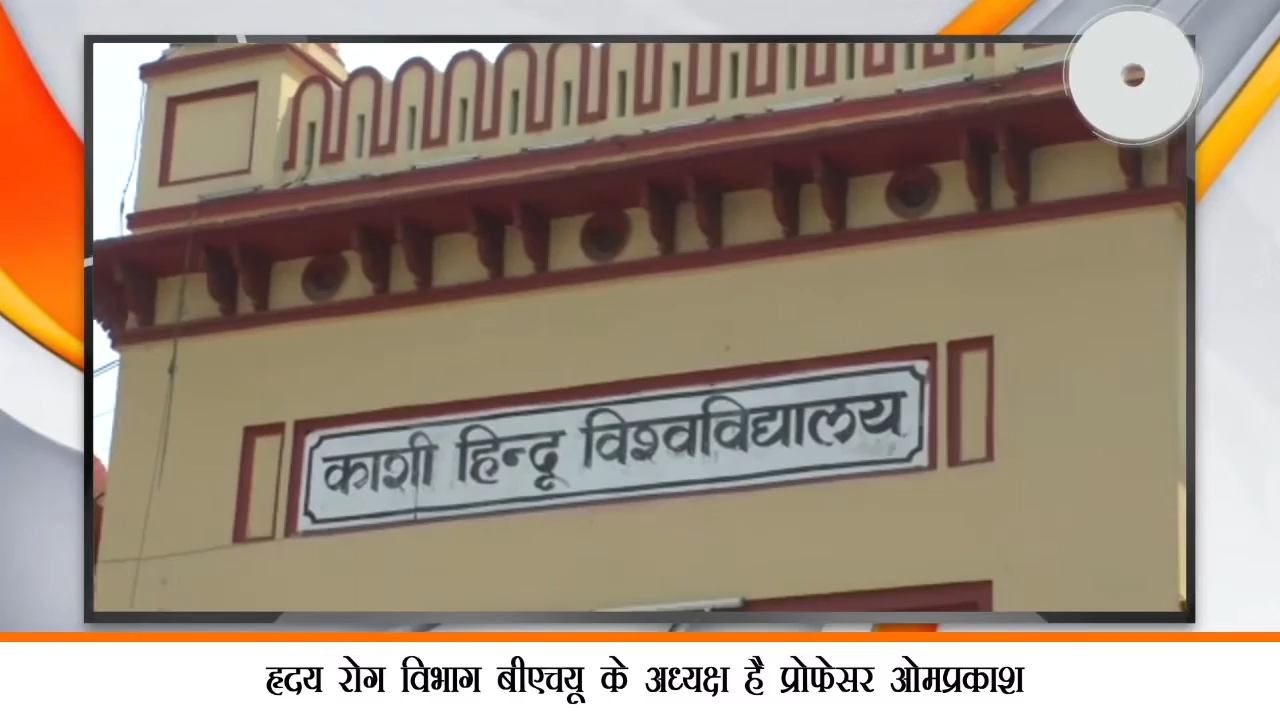 काशी हिन्दू विश्वविद्यालय
हृदय रोग विभाग बीएचयू के अध्यक्ष है प्रोफेसर ओमप्रकाश